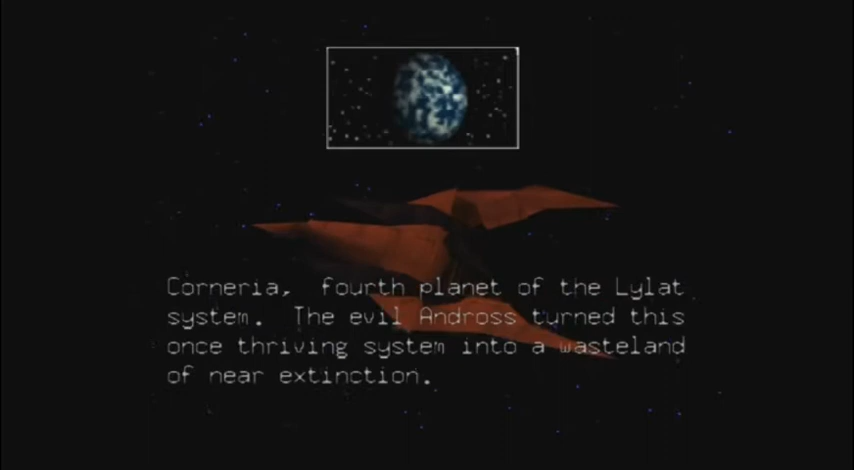 Corneria, fourth planet of the Lylat
system. The evil Andross turned this
once thriving system into a wasteland
of near extinction.